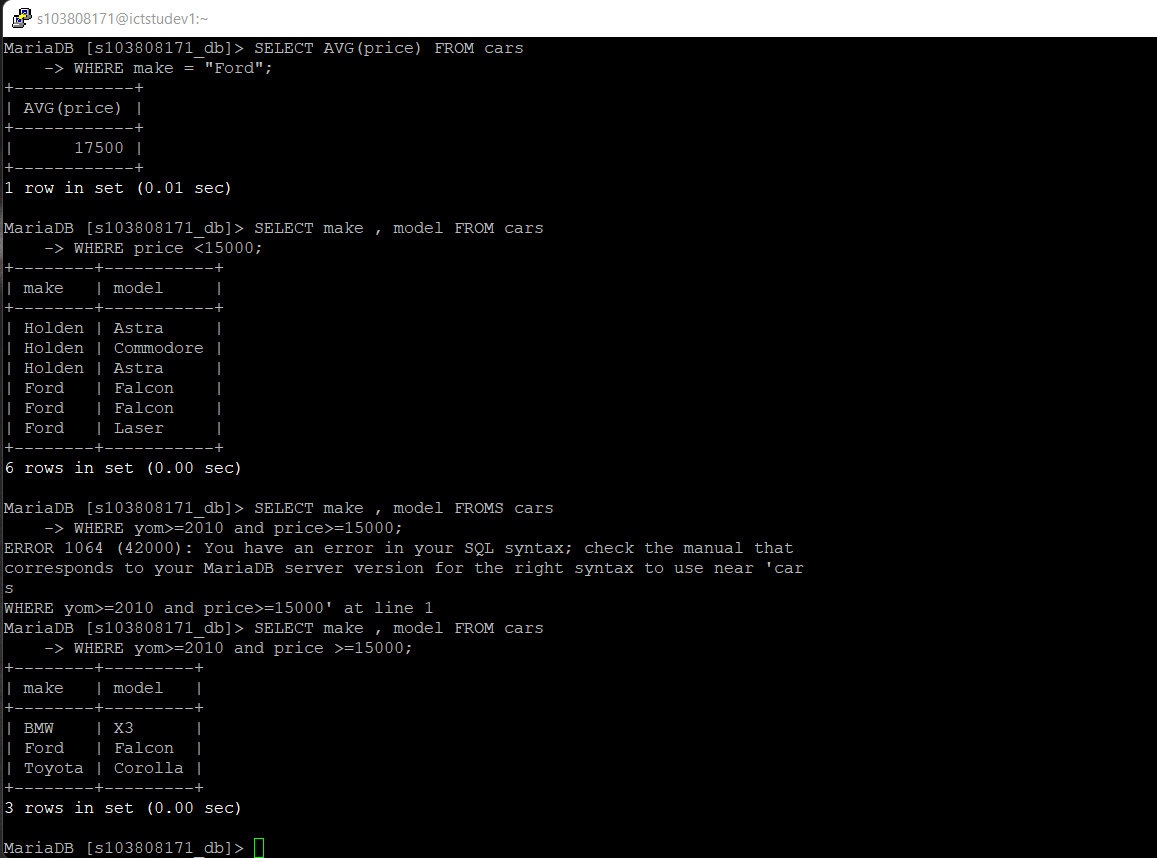 s103808171@ictstudev1:~
MariaDB [s103808171_db]> SELECT AVG(price) FROM cars
    -> WHERE make = "Ford";
+------------+
| AVG(price) |
+------------+
|      17500 |
+------------+
1 row in set (0.01 sec)

MariaDB [s103808171_db]> SELECT make , model FROM cars
    -> WHERE price <15000;
+--------+-----------+
| make   | model     |
+--------+-----------+
| Holden | Astra     |
| Holden | Commodore |
| Holden | Astra     |
| Ford   | Falcon    |
| Ford   | Falcon    |
| Ford   | Laser     |
+--------+-----------+
6 rows in set (0.00 sec)

MariaDB [s103808171_db]> SELECT make , model FROMS cars
    -> WHERE yom>=2010 and price>=15000;
ERROR 1064 (42000): You have an error in your SQL syntax; check the manual that
corresponds to your MariaDB server version for the right syntax to use near 'car
s
WHERE yom>=2010 and price>=15000' at line 1
MariaDB [s103808171_db]> SELECT make , model FROM cars
    -> WHERE yom>=2010 and price >=15000;
+--------+---------+
| make   | model   |
+--------+---------+
| BMW    | X3      |
| Ford   | Falcon  |
| Toyota | Corolla |
+--------+---------+
3 rows in set (0.00 sec)

MariaDB [s103808171_db]>